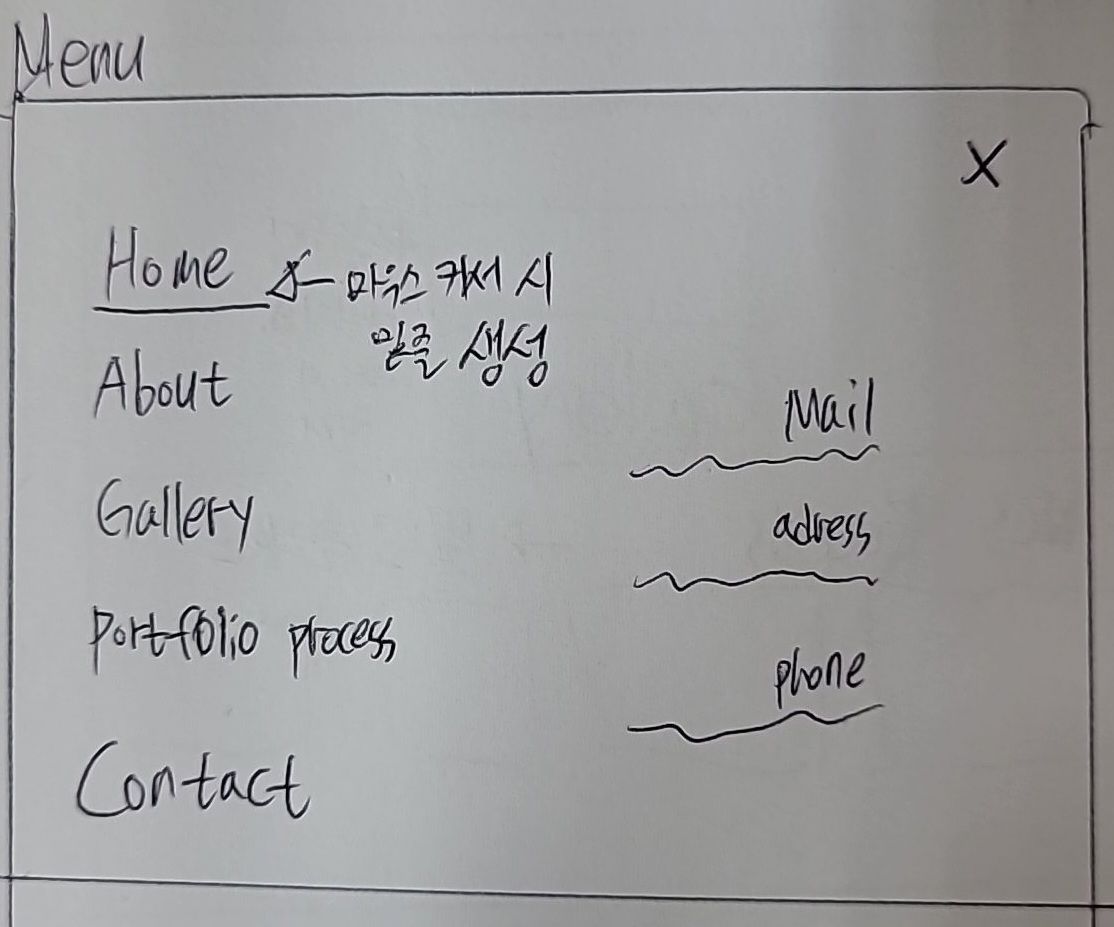 Menu
X
Home ← 마우스 커서 시
밑줄 생성
About
Gallery
Portfolio process
Contact
Mail
adress
phone